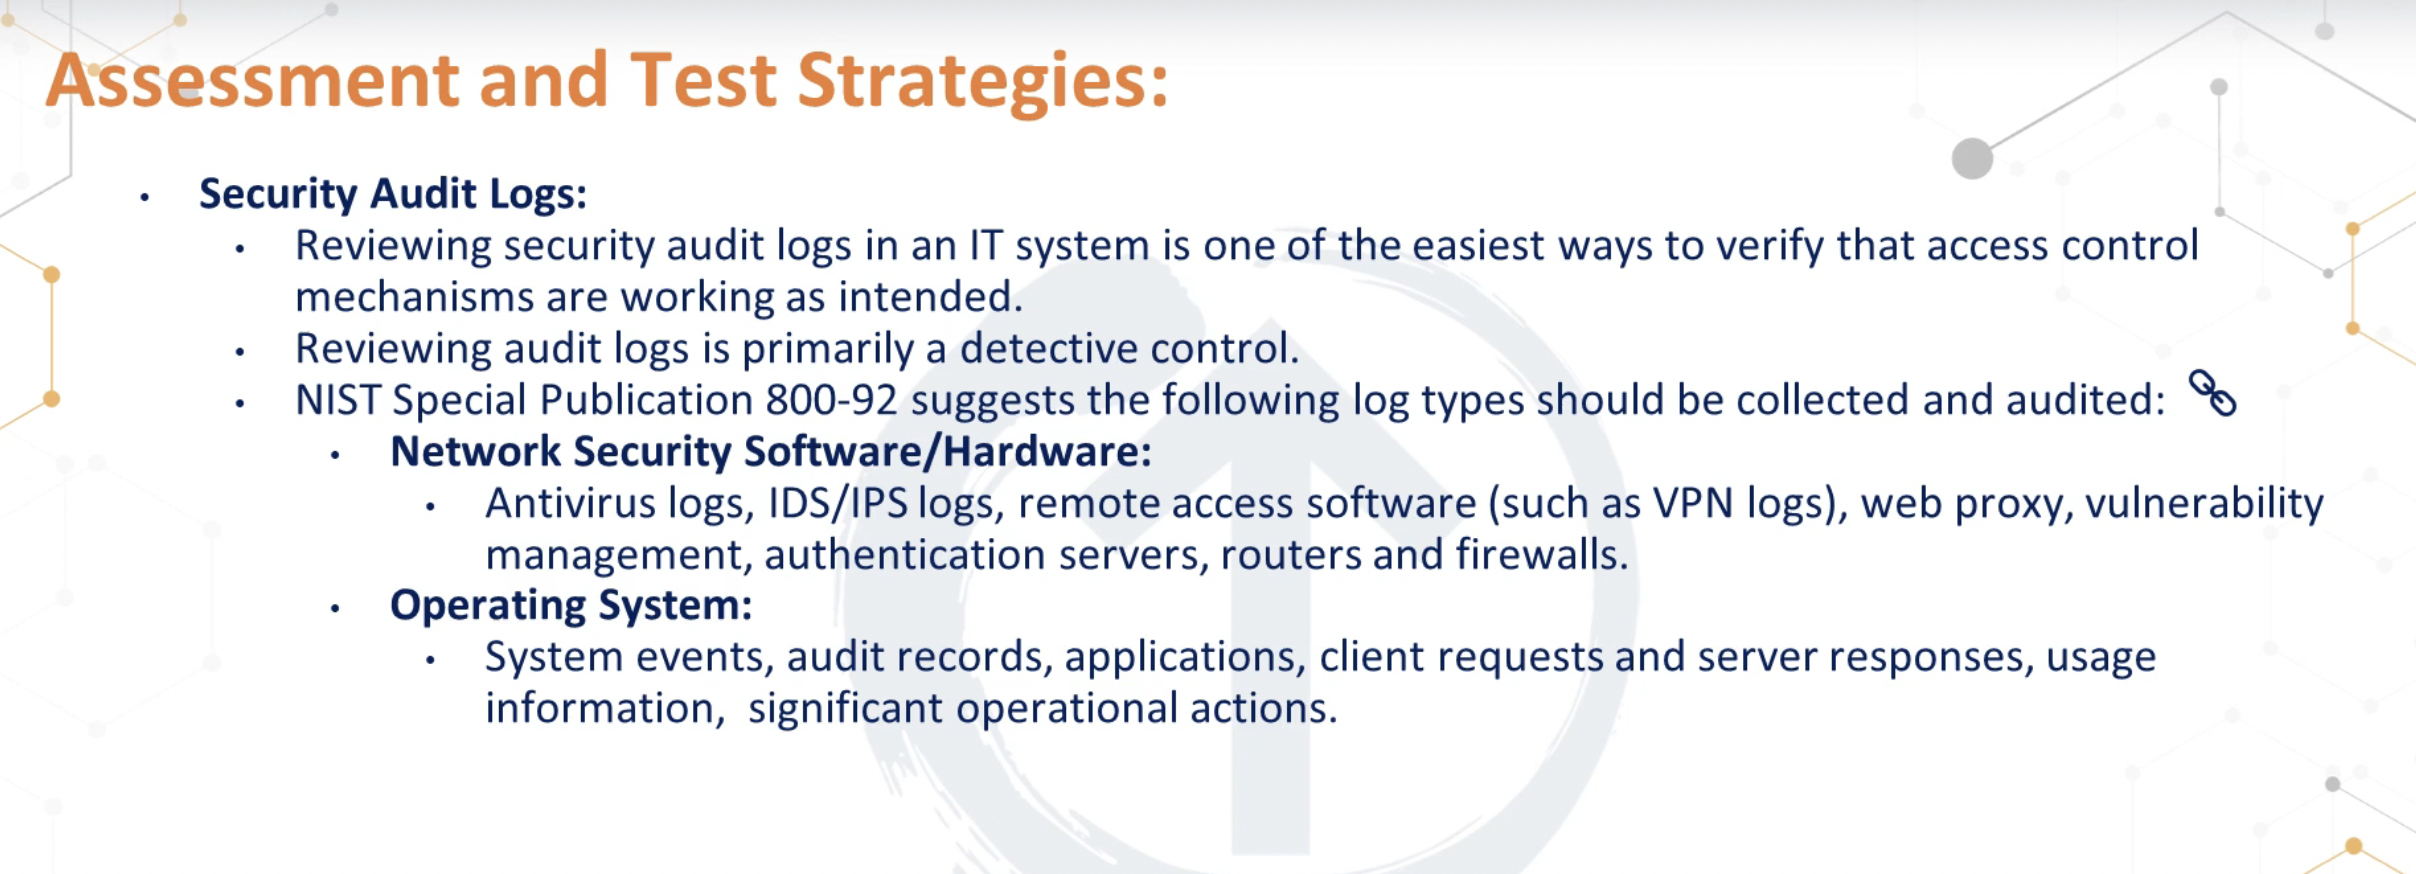 Assessment and Test Strategies:
• Security Audit Logs:
• Reviewing security audit logs in an IT system is one of the easiest ways to verify that access control
mechanisms are working as intended.
• Reviewing audit logs is primarily a detective control.
• NIST Special Publication 800-92 suggests the following log types should be collected and audited:
• Network Security Software/Hardware:
• Antivirus logs, IDS/IPS logs, remote access software (such as VPN logs), web proxy, vulnerability
management, authentication servers, routers and firewalls.
• Operating System:
• System events, audit records, applications, client requests and server responses, usage
information,  significant operational actions.